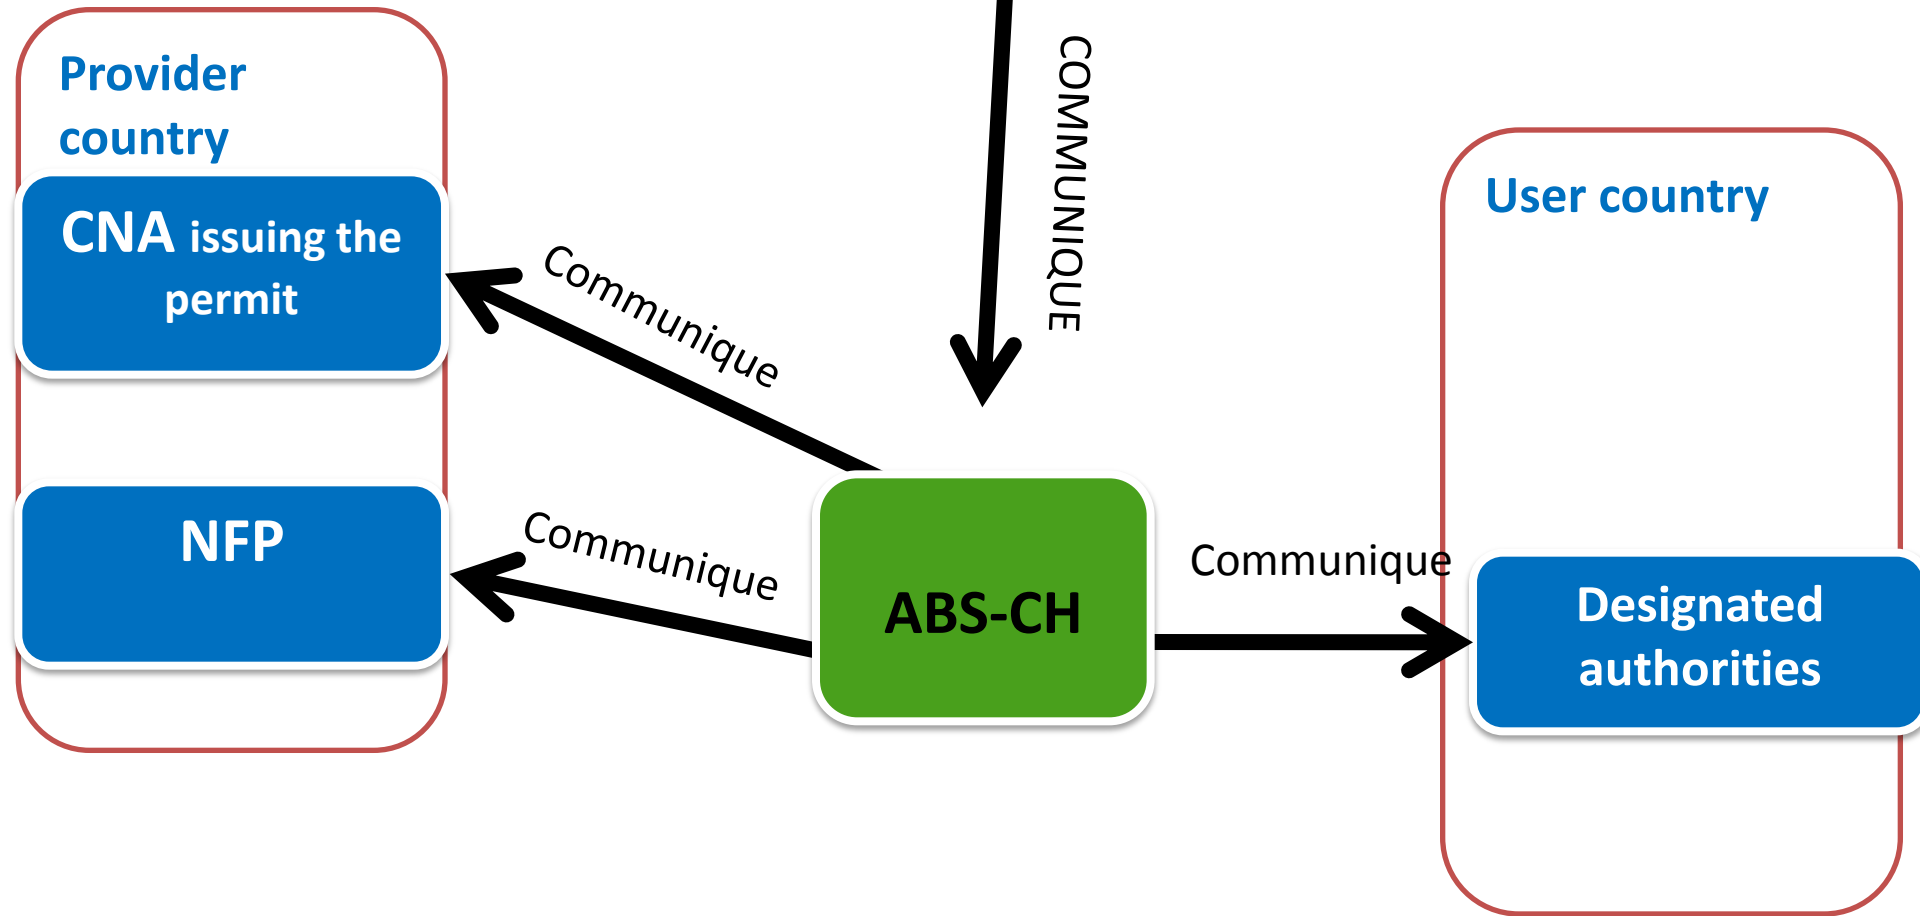 Provider
country
CNA issuing the
permit
NFP
Communique
Communique
COMMUNIQUE
ABS-CH
Communique
User country
Designated
authorities